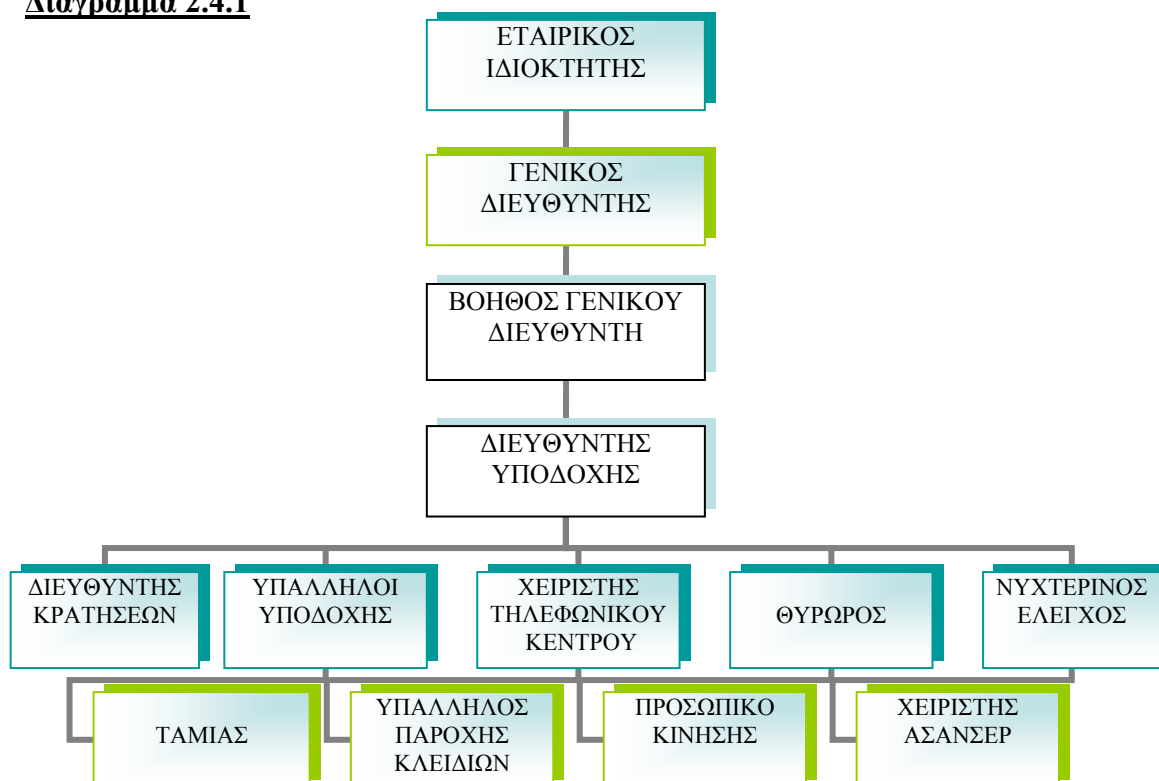 Διάγραμμα 2.4.1
ΕΤΑΙΡΙΚΟΣ
ΙΔΙΟΚΤΗΤΗΣ
ΓΕΝΙΚΟΣ
ΔΙΕΥΘΥΝΤΗΣ
ΒΟΗΘΟΣ ΓΕΝΙΚΟΥ
ΔΙΕΥΘΥΝΤΗ
ΔΙΕΥΘΥΝΤΗΣ
ΥΠΟΔΟΧΗΣ
ΔΙΕΥΘΥΝΤΗΣ
ΚΡΑΤΗΣΕΩΝ
ΥΠΑΛΛΗΛΟΙ
ΥΠΟΔΟΧΗΣ
ΧΕΙΡΙΣΤΗΣ
ΤΗΛΕΦΩΝΙΚΟΥ
ΚΕΝΤΡΟΥ
ΘΥΡΩΡΟΣ
ΝΥΧΤΕΡΙΝΟΣ
ΕΛΕΓΧΟΣ
ΤΑΜΙΑΣ
ΥΠΑΛΛΗΛΟΣ
ΠΑΡΟΧΗΣ
ΚΛΕΙΔΙΩΝ
ΠΡΟΣΩΠΙΚΟ
ΚΙΝΗΣΗΣ
ΧΕΙΡΙΣΤΗΣ
ΑΣΑΝΣΕΡ